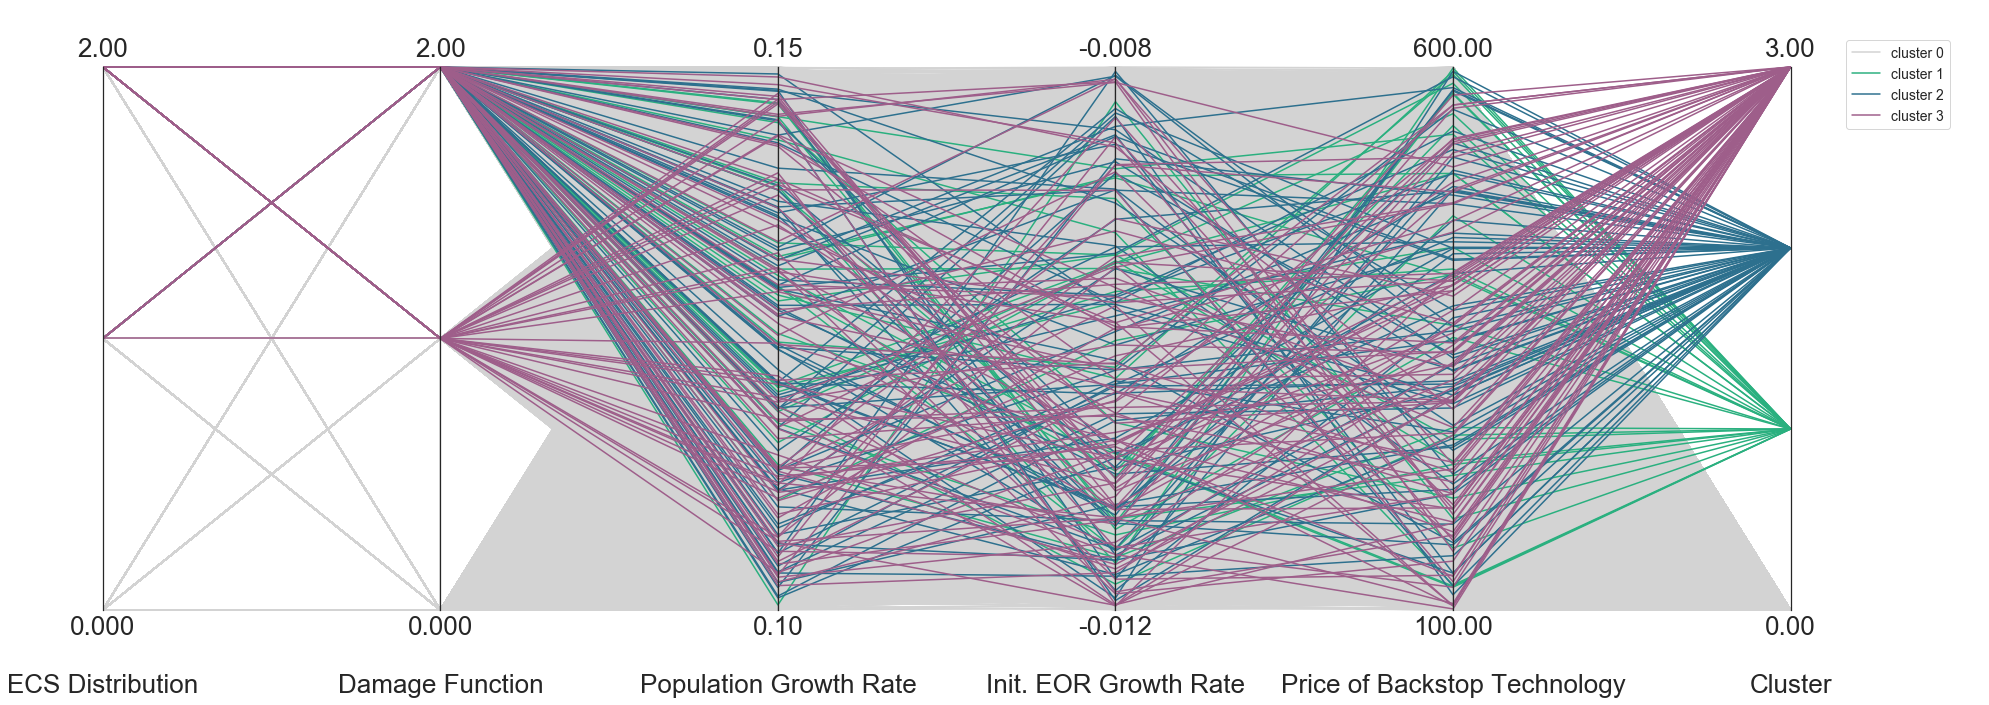 2.00 2.00 0.15 -0.008 600.00 3.00
cluster 0
cluster 1
cluster 2
cluster 3
0.000 0.000 0.10 -0.012 100.00 0.00
ECS Distribution Damage Function Population Growth Rate Init. EOR Growth Rate Price of Backstop Technology Cluster